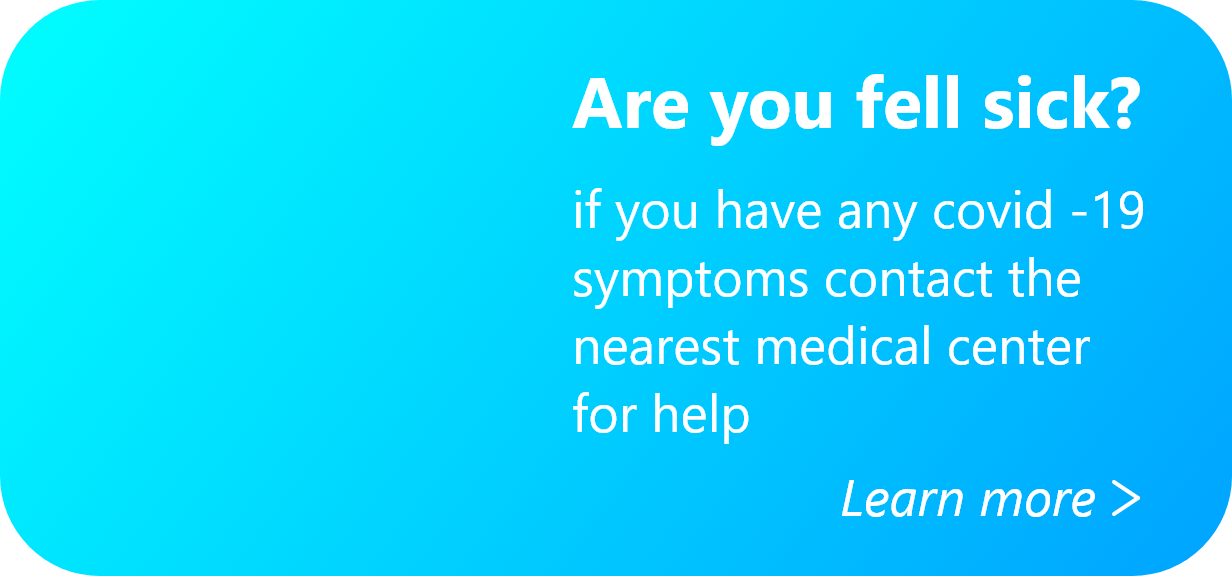 Are you fell sick?
if you have any covid -19
symptoms contact the
nearest medical center
for help
Learn more >